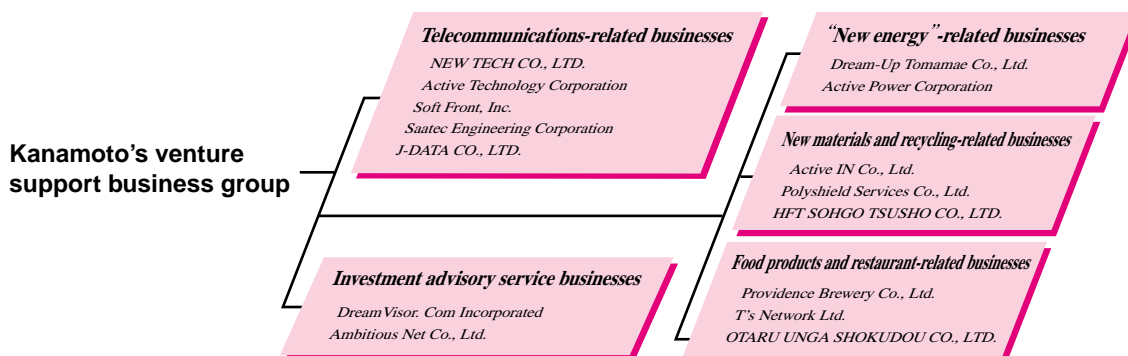 Kanamoto's venture
support business group
Telecommunications-related businesses
NEW TECH CO., LTD.
Active Technology Corporation
Soft Front, Inc.
Saatec Engineering Corporation
J-DATA CO., LTD.
Investment advisory service businesses
DreamVisor. Com Incorporated
Ambitious Net Co., Ltd.
“New energy”-related businesses
Dream-Up Tomamae Co., Ltd.
Active Power Corporation
New materials and recycling-related businesses
Active IN Co., Ltd.
Polyshield Services Co., Ltd.
HFT SOHGO TSUSHO CO., LTD.
Food products and restaurant-related businesses
Providence Brewery Co., Ltd.
T's Network Ltd.
OTARU UNGA SHOKUDOU CO., LTD.